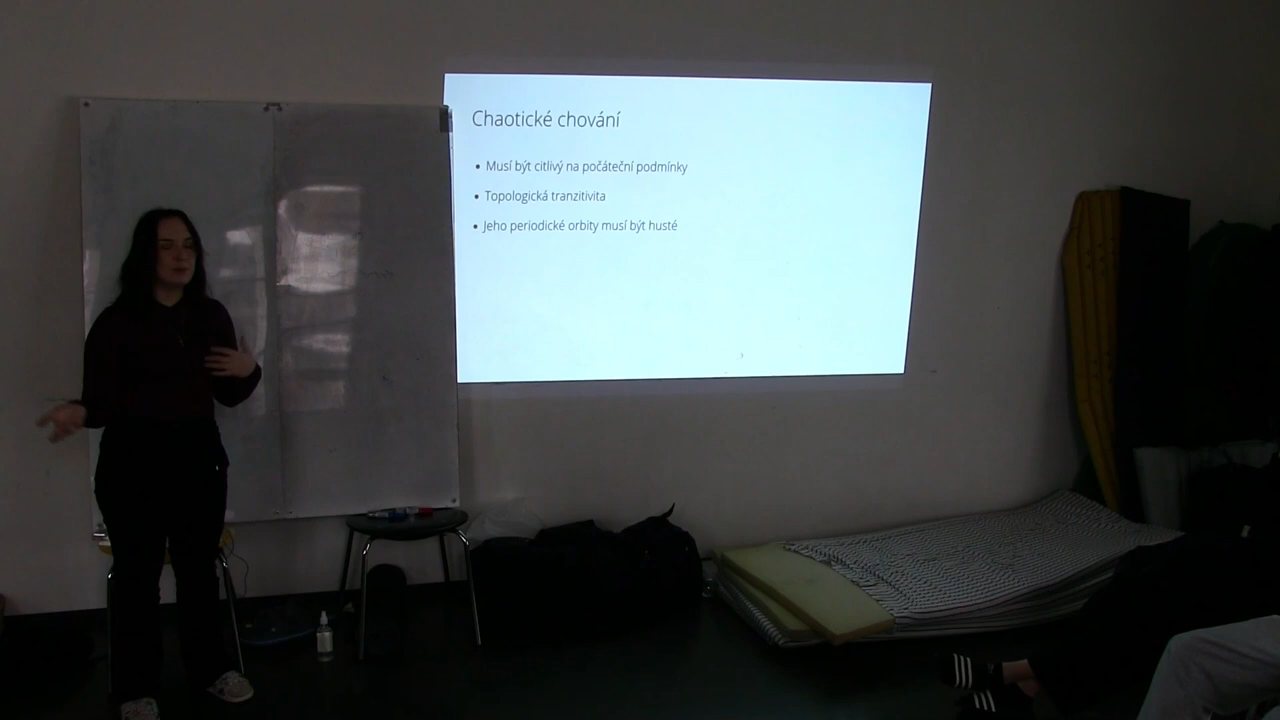 Chaotické chování
• Musí být citlivý na počáteční podmínky
• Topologická tranzitivita
• Jeho periodické orbity musí být husté